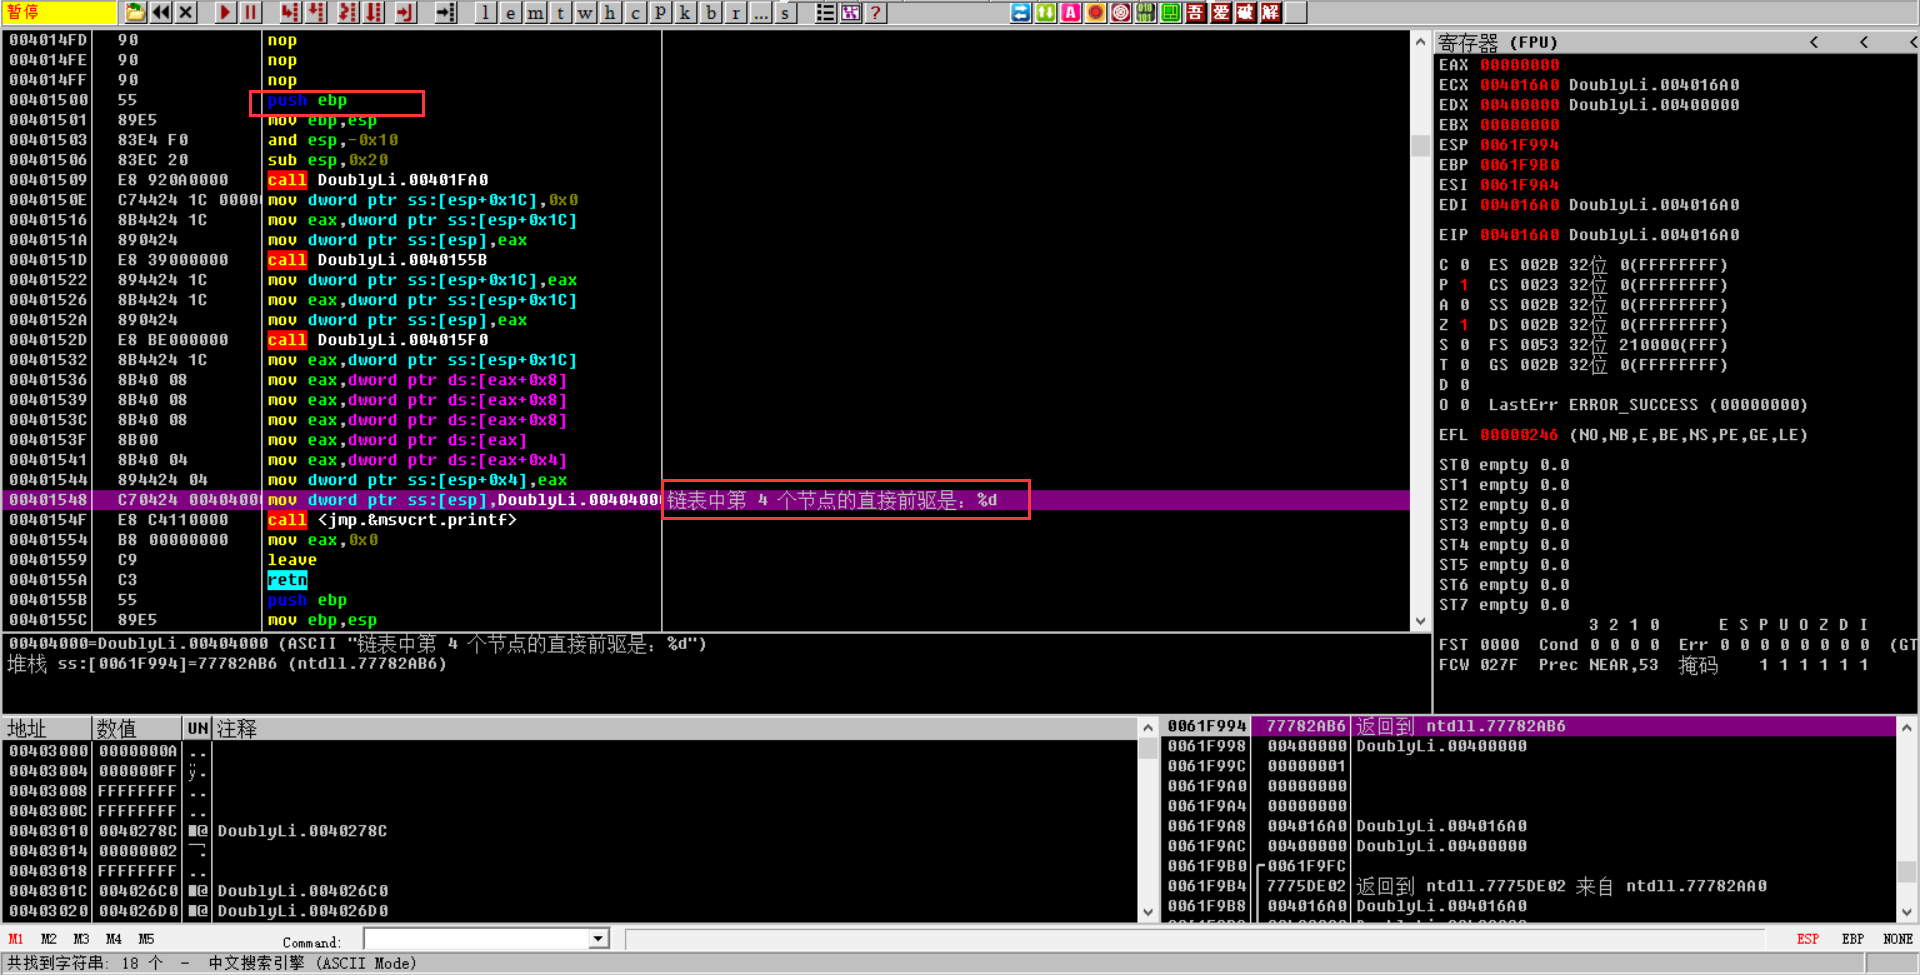 暂停
l e m t w h c P k b r ... s
? A 吾 爱 破 解
004014FD 90 nop
004014FE 90 nop
004014FF 90 nop
00401500 55 push ebp
00401501 89E5 mov ebp,esp
00401503 83E4 F0 and esp,-0x10
00401506 83EC 20 sub esp,0x20
00401509 E8 920A0000 call DoublyLi.00401FA0
0040150E C74424 1C 0000 mov dword ptr ss:[esp+0x1C],0x0
00401516 8B4424 1C mov eax,dword ptr ss:[esp+0x1C]
0040151A 890424 mov dword ptr ss:[esp],eax
0040151D E8 39000000 call DoublyLi.0040155B
00401522 894424 1C mov dword ptr ss:[esp+0x1C],eax
00401526 8B4424 1C mov eax,dword ptr ss:[esp+0x1C]
0040152A 890424 mov dword ptr ss:[esp],eax
0040152D E8 BE000000 call DoublyLi.004015F0
00401532 8B4424 1C mov eax,dword ptr ss:[esp+0x1C]
00401536 8B40 08 mov eax,dword ptr ds:[eax+0x8]
00401539 8B40 08 mov eax,dword ptr ds:[eax+0x8]
0040153C 8B40 08 mov eax,dword ptr ds:[eax+0x8]
0040153F 8B00 mov eax,dword ptr ds:[eax]
00401541 8B40 04 mov eax,dword ptr ds:[eax+0x4]
00401544 894424 04 mov dword ptr ss:[esp+0x4],eax
00401548 C70424 0040400 mov dword ptr ss:[esp],DoublyLi.0040400 链表中第 4 个节点的直接前驱是：%d
0040154F E8 C4110000 call <jmp.&msvcrt.printf>
00401554 B8 00000000 mov eax,0x0
00401559 C9 leave
0040155A C3 retn
0040155B 55 push ebp
0040155C 89E5 mov ebp,esp
00404000=DoublyLi.00404000 (ASCII "链表中第 4 个节点的直接前驱是：%d")
堆栈 ss:[0061F994]=77782AB6 (ntdll.77782AB6)
寄存器 (FPU) < < <
EAX 00000000
ECX 004016A0 DoublyLi.004016A0
EDX 00400000 DoublyLi.00400000
EBX 00000000
ESP 0061F994
EBP 0061F9B0
ESI 0061F9A4
EDI 004016A0 DoublyLi.004016A0
EIP 004016A0 DoublyLi.004016A0
C 0 ES 002B 32位 0(FFFFFFFF)
P 1 CS 0023 32位 0(FFFFFFFF)
A 0 SS 002B 32位 0(FFFFFFFF)
Z 1 DS 002B 32位 0(FFFFFFFF)
S 0 FS 0053 32位 210000(FFF)
T 0 GS 002B 32位 0(FFFFFFFF)
D 0
O 0 LastErr ERROR_SUCCESS (00000000)
EFL 00000246 (NO,NB,E,BE,NS,PE,GE,LE)
ST0 empty 0.0
ST1 empty 0.0
ST2 empty 0.0
ST3 empty 0.0
ST4 empty 0.0
ST5 empty 0.0
ST6 empty 0.0
ST7 empty 0.0
3 2 1 0 E S P U O Z D I
FST 0000 Cond 0 0 0 0 Err 0 0 0 0 0 0 0 0 (GT
FCW 027F Prec NEAR,53 掩码 1 1 1 1 1 1
地址 数值 UN 注释
00403000 0000000A ..
00403004 000000FF ÿ.
00403008 FFFFFFFF ..
0040300C FFFFFFFF ..
00403010 0040278C @ DoublyLi.0040278C
00403014 00000002
00403018 FFFFFFFF ..
0040301C 004026C0 @ DoublyLi.004026C0
00403020 004026D0 @ DoublyLi.004026D0
0061F994 77782AB6 返回到 ntdll.77782AB6
0061F998 00400000 DoublyLi.00400000
0061F99C 00000001
0061F9A0 00000000
0061F9A4 00000000
0061F9A8 004016A0 DoublyLi.004016A0
0061F9AC 00400000 DoublyLi.00400000
0061F9B0 0061F9FC
0061F9B4 7775DE02 返回到 ntdll.7775DE02 来自 ntdll.77782AA0
0061F9B8 004016A0 DoublyLi.004016A0
M1 M2 M3 M4 M5 Command: ESP EBP NONE
共找到字符串: 18 个 - 中文搜索引擎 (ASCII Mode)